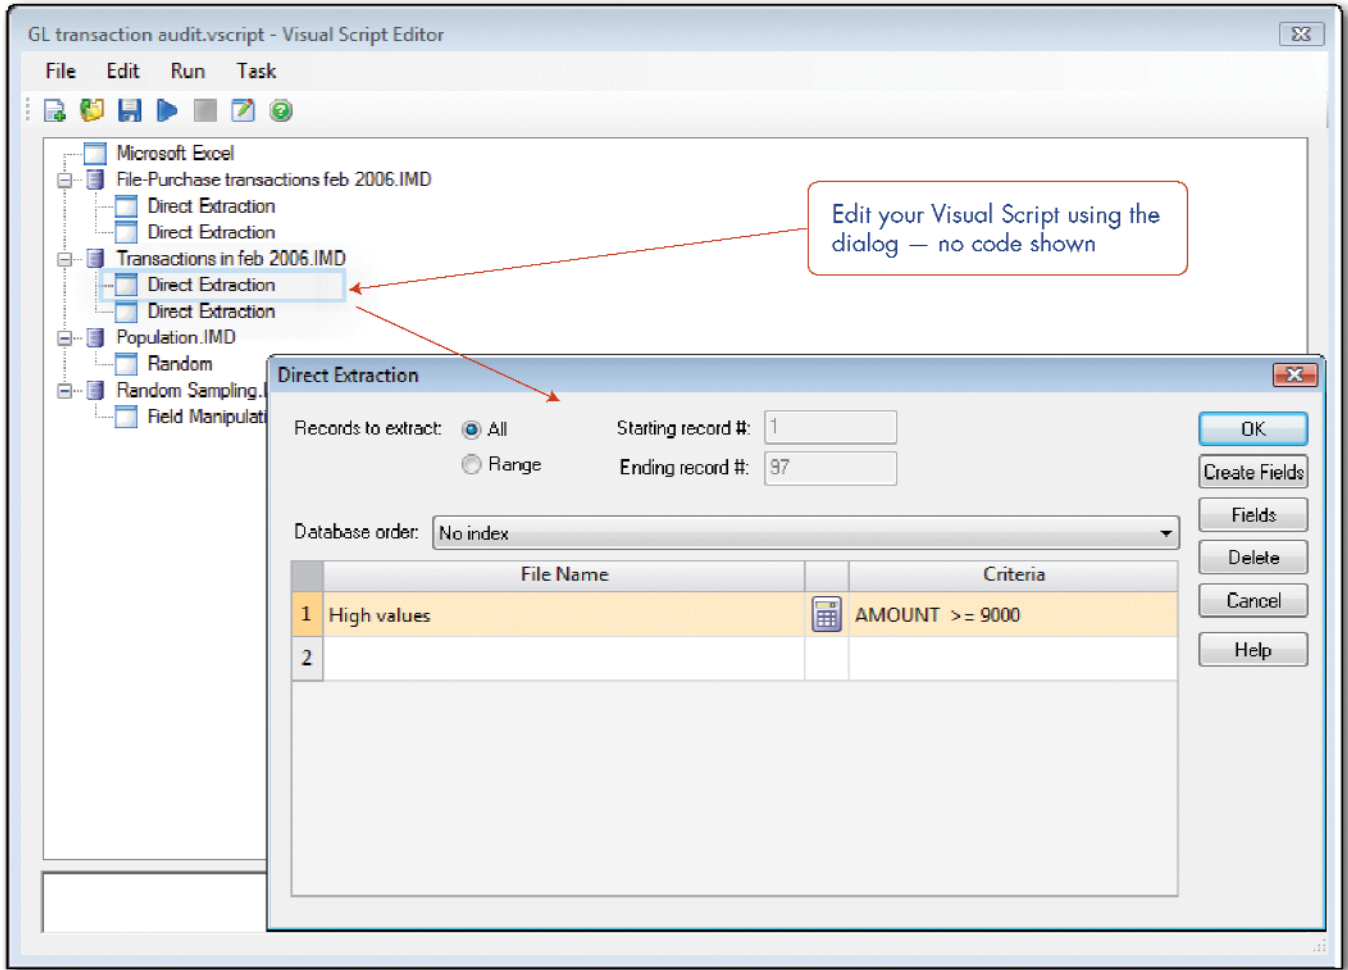 GL transaction audit.vscript - Visual Script Editor
File Edit Run Task
Microsoft Excel
File-Purchase transactions feb 2006.IMD
Direct Extraction
Direct Extraction
Transactions in feb 2006.IMD
Direct Extraction
Direct Extraction
Population.IMD
Random
Random Sampling.
Field Manipulati
Edit your Visual Script using the
dialog — no code shown
Direct Extraction
Records to extract: All
Range
Starting record #: 1
Ending record #: 97
Database order: No index
File Name Criteria
1 High values AMOUNT >= 9000
2
OK
Create Fields
Fields
Delete
Cancel
Help